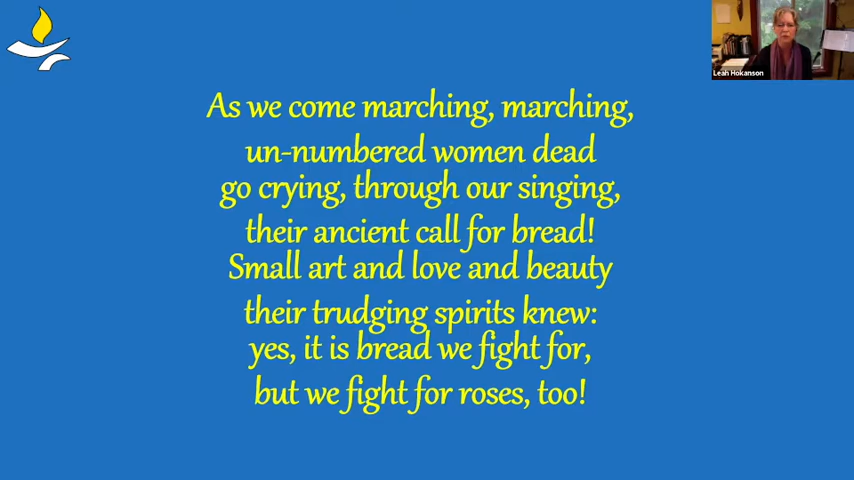 Leah Hokanson
As we come marching, marching,
un-numbered women dead
go crying, through our singing,
their ancient call for bread!
Small art and love and beauty
their trudging spirits knew:
yes, it is bread we fight for,
but we fight for roses, too!